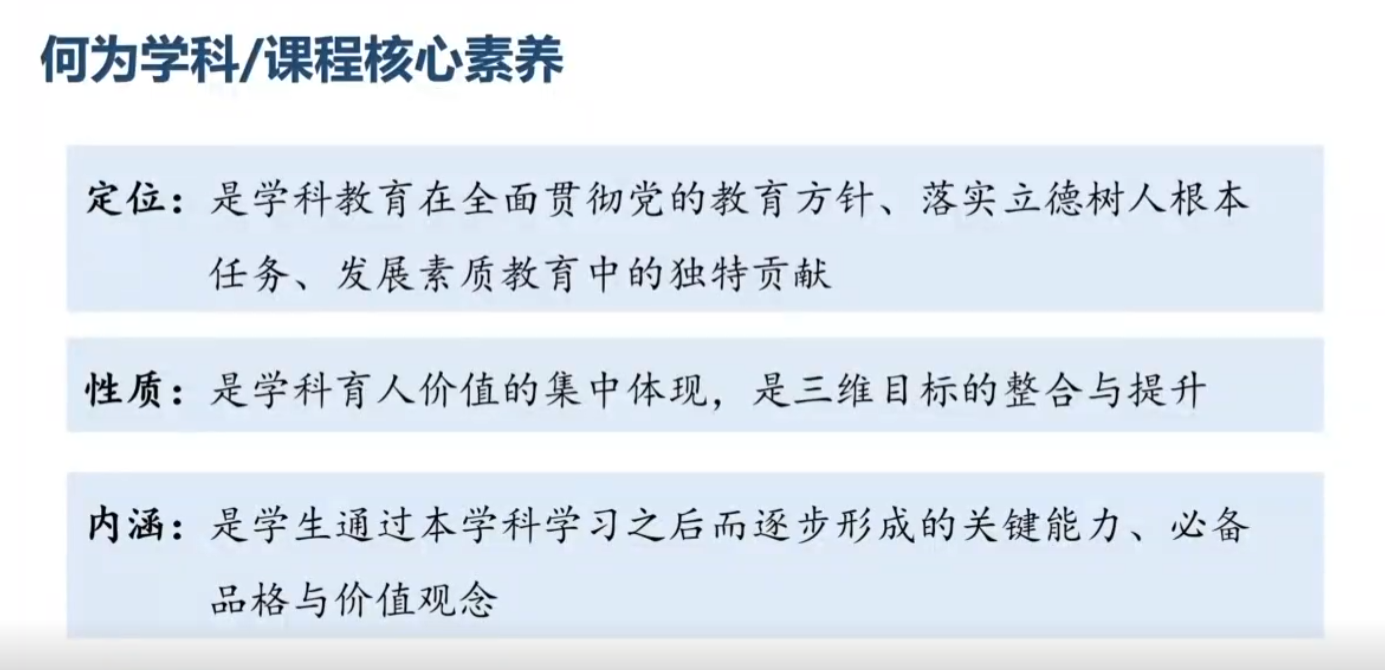 何为学科/课程核心素养
定位：是学科教育在全面贯彻党的教育方针、落实立德树人根本
任务、发展素质教育中的独特贡献
性质：是学科育人价值的集中体现，是三维目标的整合与提升
内涵：是学生通过本学科学习之后而逐步形成的关键能力、必备
品格与价值观念